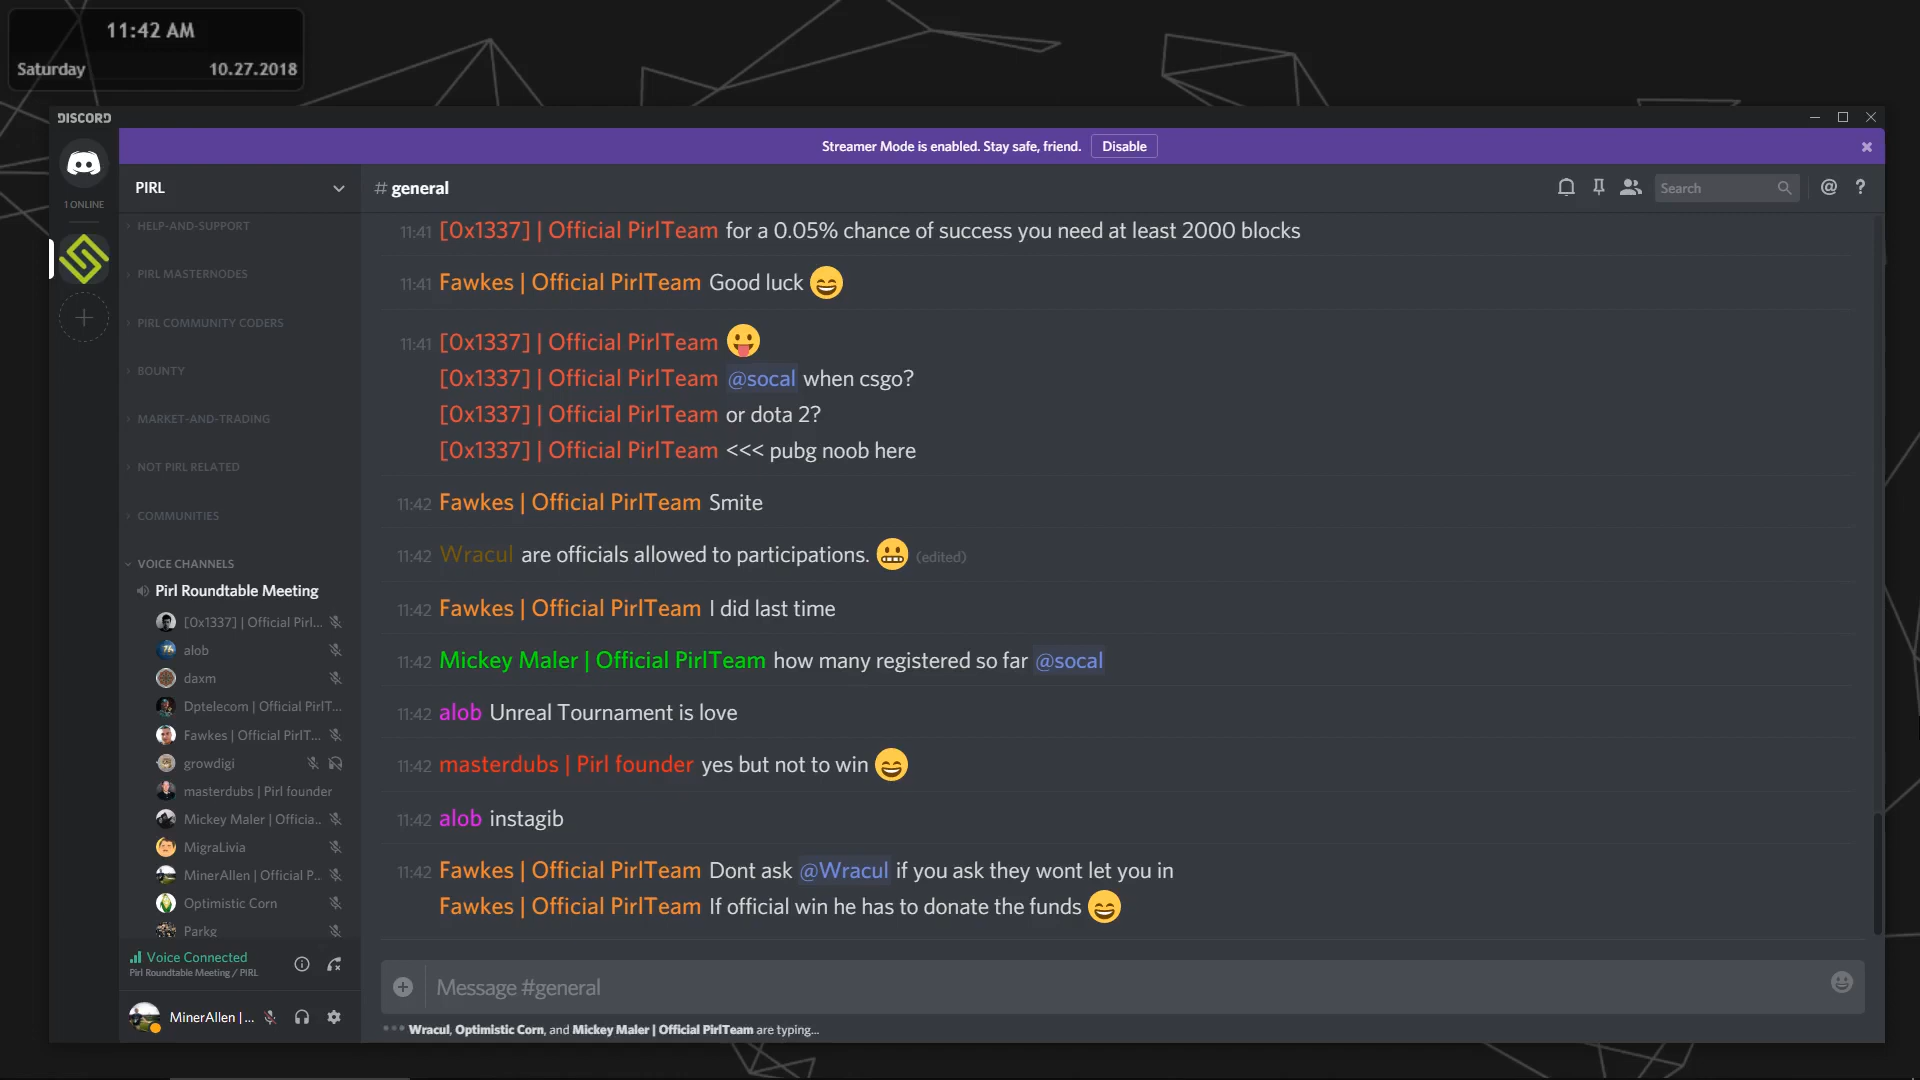 11:42 AM
Saturday 10.27.2018
DISCORD
Streamer Mode is enabled. Stay safe, friend. Disable
1 ONLINE
PIRL
# general
Search
HELP-AND-SUPPORT
PIRL MASTERNODES
PIRL COMMUNITY CODERS
BOUNTY
MARKET-AND-TRADING
NOT PIRL RELATED
COMMUNITIES
VOICE CHANNELS
Pirl Roundtable Meeting
[0x1337] | Official Pirl...
alob
daxm
Dptelecom | Official PirlT...
Fawkes | Official PirlT...
growdigi
masterdubs | Pirl founder
Mickey Maler | Officia...
MigraLivia
MinerAllen | Official P...
Optimistic Corn
Parkg
Voice Connected
Pirl Roundtable Meeting / PIRL
MinerAllen |...
11:41 [0x1337] | Official PirlTeam for a 0.05% chance of success you need at least 2000 blocks
11:41 Fawkes | Official PirlTeam Good luck 😄
11:41 [0x1337] | Official PirlTeam 😛
[0x1337] | Official PirlTeam @socal when csgo?
[0x1337] | Official PirlTeam or dota 2?
[0x1337] | Official PirlTeam <<< pubg noob here
11:42 Fawkes | Official PirlTeam Smite
11:42 Wracul are officials allowed to participations. 😬 (edited)
11:42 Fawkes | Official PirlTeam I did last time
11:42 Mickey Maler | Official PirlTeam how many registered so far @socal
11:42 alob Unreal Tournament is love
11:42 masterdubs | Pirl founder yes but not to win 😄
11:42 alob instagib
11:42 Fawkes | Official PirlTeam Dont ask @Wracul if you ask they wont let you in
Fawkes | Official PirlTeam If official win he has to donate the funds 😄
Message #general
Wracul, Optimistic Corn, and Mickey Maler | Official PirlTeam are typing...